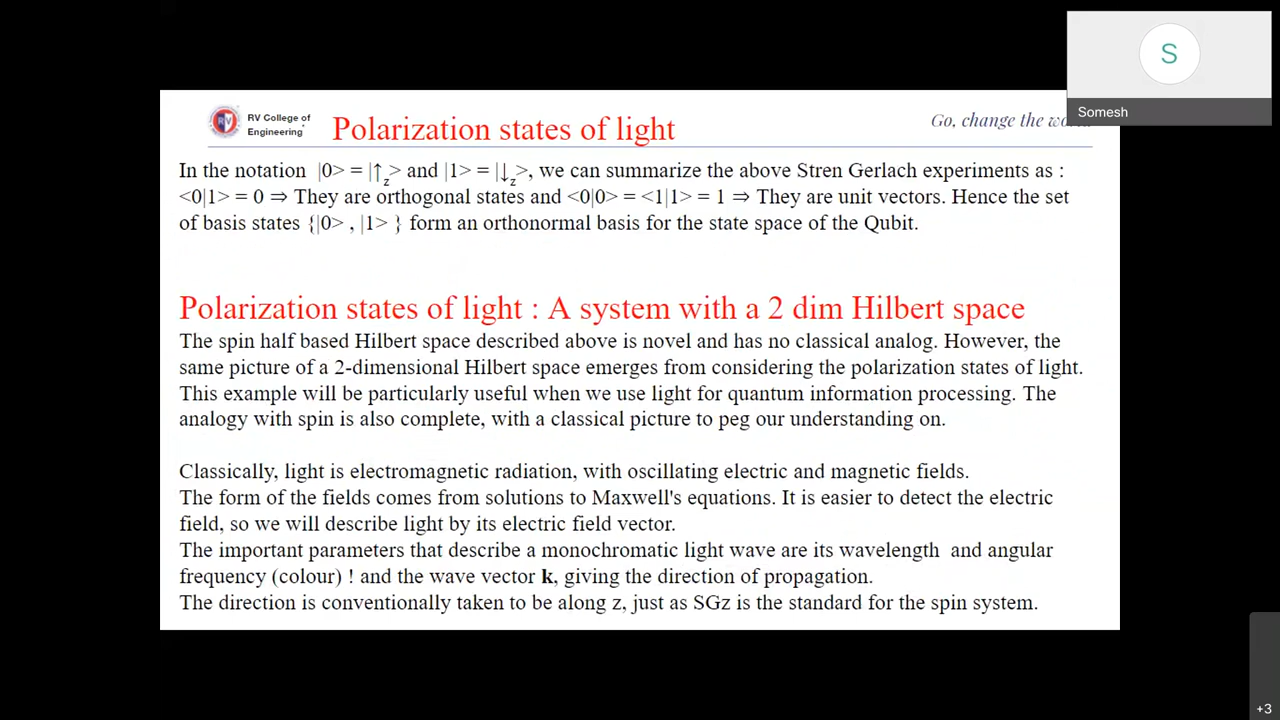 RV College of
Engineering
Polarization states of light
Go, change the wo
S
Somesh
In the notation |0> = |↑z> and |1> = |↓z>, we can summarize the above Stren Gerlach experiments as :
<0|1> = 0 ⇒ They are orthogonal states and <0|0> = <1|1> = 1 ⇒ They are unit vectors. Hence the set
of basis states {|0> , |1> } form an orthonormal basis for the state space of the Qubit.
Polarization states of light : A system with a 2 dim Hilbert space
The spin half based Hilbert space described above is novel and has no classical analog. However, the
same picture of a 2-dimensional Hilbert space emerges from considering the polarization states of light.
This example will be particularly useful when we use light for quantum information processing. The
analogy with spin is also complete, with a classical picture to peg our understanding on.
Classically, light is electromagnetic radiation, with oscillating electric and magnetic fields.
The form of the fields comes from solutions to Maxwell's equations. It is easier to detect the electric
field, so we will describe light by its electric field vector.
The important parameters that describe a monochromatic light wave are its wavelength and angular
frequency (colour) ! and the wave vector k, giving the direction of propagation.
The direction is conventionally taken to be along z, just as SGz is the standard for the spin system.
+3